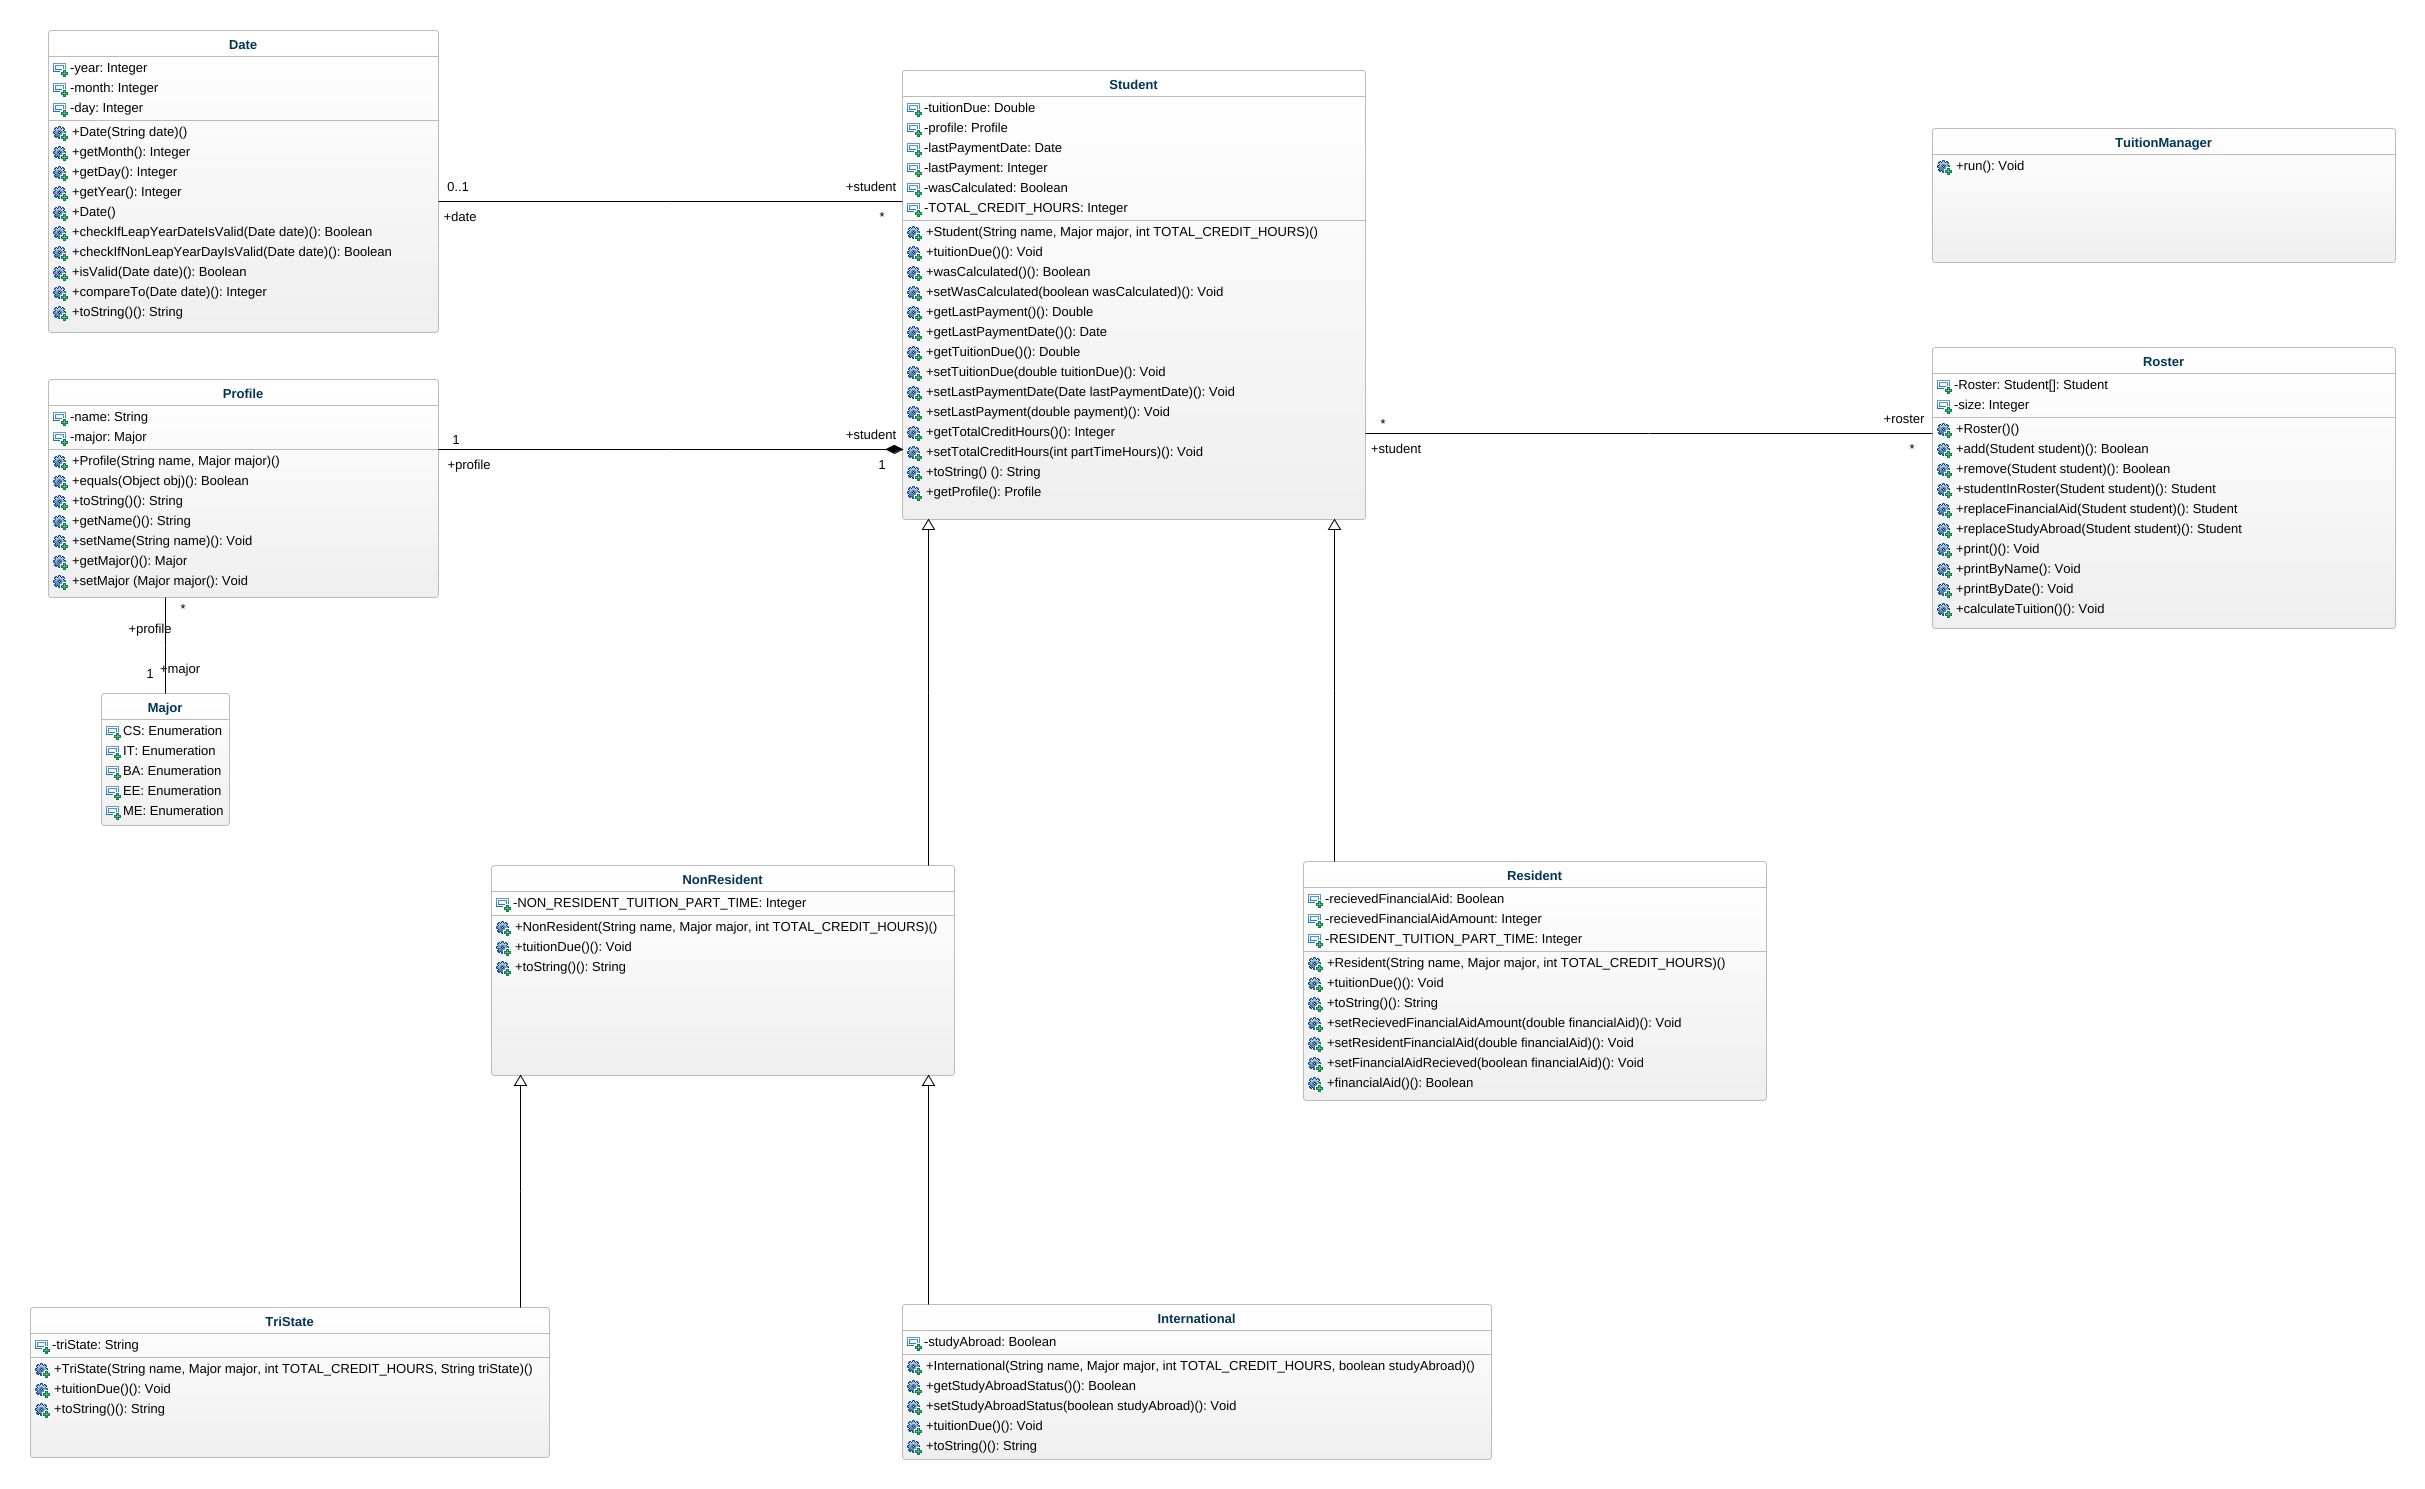 Date
-year: Integer
-month: Integer
-day: Integer
+Date(String date)()
+getMonth(): Integer
+getDay(): Integer
+getYear(): Integer
+Date()
+checkIfLeapYearDateIsValid(Date date)(): Boolean
+checkIfNonLeapYearDayIsValid(Date date)(): Boolean
+isValid(Date date)(): Boolean
+compareTo(Date date)(): Integer
+toString()(): String
0..1
+date
+student
*
Student
-tuitionDue: Double
-profile: Profile
-lastPaymentDate: Date
-lastPayment: Integer
-wasCalculated: Boolean
-TOTAL_CREDIT_HOURS: Integer
+Student(String name, Major major, int TOTAL_CREDIT_HOURS)()
+tuitionDue()(): Void
+wasCalculated()(): Boolean
+setWasCalculated(boolean wasCalculated)(): Void
+getLastPayment()(): Double
+getLastPaymentDate()(): Date
+getTuitionDue()(): Double
+setTuitionDue(double tuitionDue)(): Void
+setLastPaymentDate(Date lastPaymentDate)(): Void
+setLastPayment(double payment)(): Void
+getTotalCreditHours()(): Integer
+setTotalCreditHours(int partTimeHours)(): Void
+toString() (): String
+getProfile(): Profile
TuitionManager
+run(): Void
Profile
-name: String
-major: Major
+Profile(String name, Major major)()
+equals(Object obj)(): Boolean
+toString()(): String
+getName()(): String
+setName(String name)(): Void
+getMajor()(): Major
+setMajor (Major major(): Void
1
+profile
+student
1
*
+student
+roster
*
Roster
-Roster: Student[]: Student
-size: Integer
+Roster()()
+add(Student student)(): Boolean
+remove(Student student)(): Boolean
+studentInRoster(Student student)(): Student
+replaceFinancialAid(Student student)(): Student
+replaceStudyAbroad(Student student)(): Student
+print()(): Void
+printByName(): Void
+printByDate(): Void
+calculateTuition()(): Void
*
+profile
+major
1
Major
CS: Enumeration
IT: Enumeration
BA: Enumeration
EE: Enumeration
ME: Enumeration
NonResident
-NON_RESIDENT_TUITION_PART_TIME: Integer
+NonResident(String name, Major major, int TOTAL_CREDIT_HOURS)()
+tuitionDue()(): Void
+toString()(): String
Resident
-recievedFinancialAid: Boolean
-recievedFinancialAidAmount: Integer
-RESIDENT_TUITION_PART_TIME: Integer
+Resident(String name, Major major, int TOTAL_CREDIT_HOURS)()
+tuitionDue()(): Void
+toString()(): String
+setRecievedFinancialAidAmount(double financialAid)(): Void
+setResidentFinancialAid(double financialAid)(): Void
+setFinancialAidRecieved(boolean financialAid)(): Void
+financialAid()(): Boolean
TriState
-triState: String
+TriState(String name, Major major, int TOTAL_CREDIT_HOURS, String triState)()
+tuitionDue()(): Void
+toString()(): String
International
-studyAbroad: Boolean
+International(String name, Major major, int TOTAL_CREDIT_HOURS, boolean studyAbroad)()
+getStudyAbroadStatus()(): Boolean
+setStudyAbroadStatus(boolean studyAbroad)(): Void
+tuitionDue()(): Void
+toString()(): String